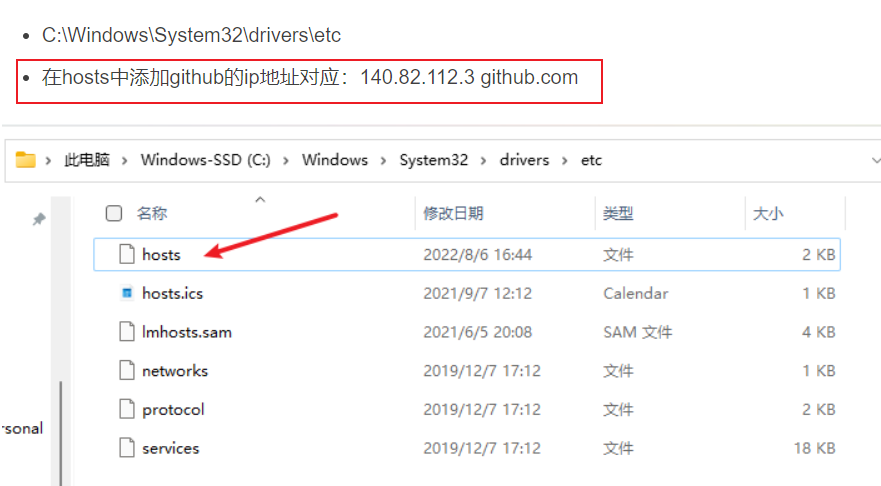 C:\Windows\System32\drivers\etc
在hosts中添加github的ip地址对应：140.82.112.3 github.com
此电脑 › Windows-SSD (C:) › Windows › System32 › drivers › etc
名称 修改日期 类型 大小
hosts 2022/8/6 16:44 文件 2 KB
hosts.ics 2021/9/7 12:12 Calendar 1 KB
lmhosts.sam 2021/6/5 20:08 SAM 文件 4 KB
networks 2019/12/7 17:12 文件 1 KB
protocol 2019/12/7 17:12 文件 2 KB
rsonal
services 2019/12/7 17:12 文件 18 KB